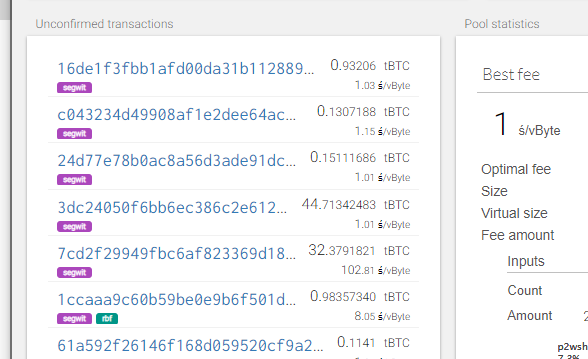 Unconfirmed transactions
16de1f3fbb1afd00da31b112889… 0.93206 tBTC
segwit 1.03 ś/vByte
c043234d49908af1e2dee64ac… 0.1307188 tBTC
segwit 1.15 ś/vByte
24d77e78b0ac8a56d3ade91dc… 0.15111686 tBTC
segwit 1.01 ś/vByte
3dc24050f6bb6ec386c2e612… 44.71342483 tBTC
segwit 1.01 ś/vByte
7cd2f29949fbc6af823369d18… 32.3791821 tBTC
segwit 102.81 ś/vByte
1ccaaa9c60b59be0e9b6f501d… 0.98357340 tBTC
segwit rbf 8.05 ś/vByte
61a592f26146f168d059520cf9a2… 0.1141 tBTC
Pool statistics
Best fee
1 ś/vByte
Optimal fee
Size
Virtual size
Fee amount
Inputs
Count
Amount
p2wsh